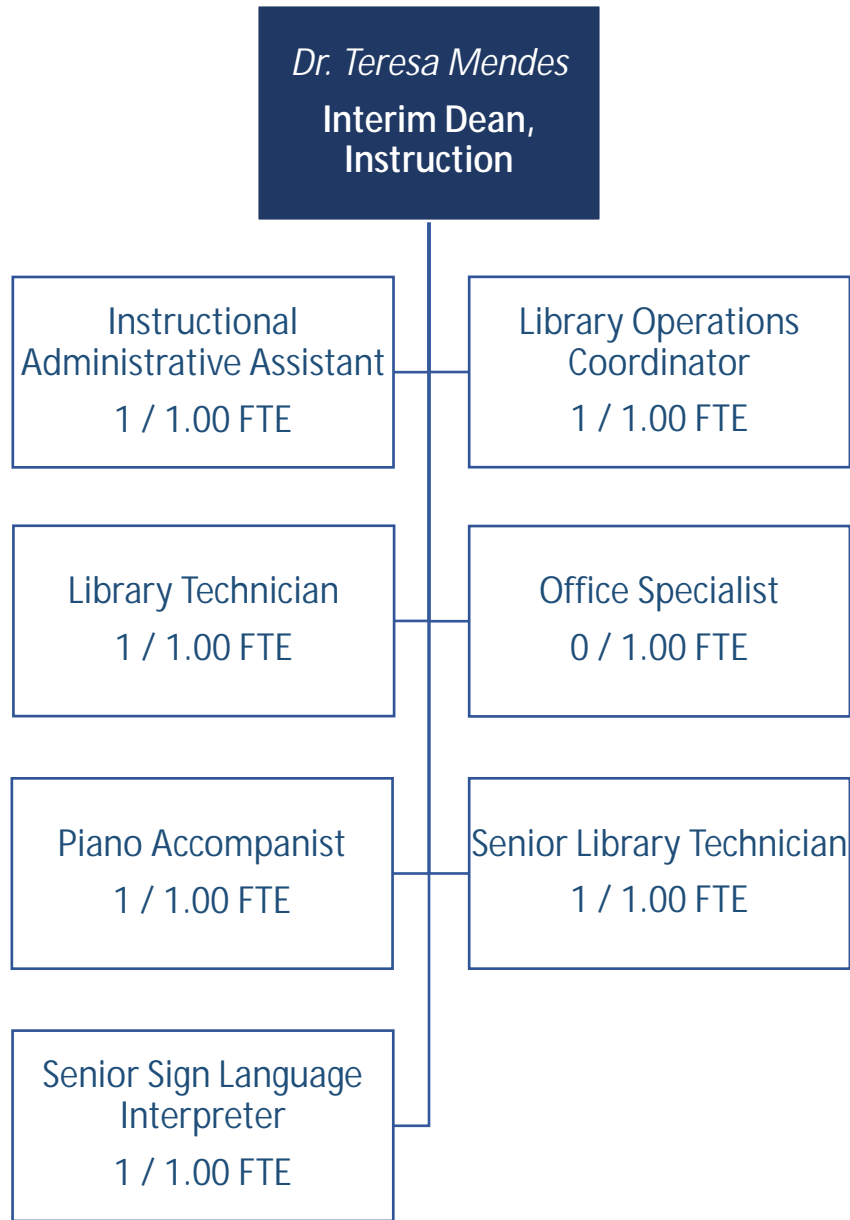 Dr. Teresa Mendes
Interim Dean,
Instruction
Instructional
Administrative Assistant
1 / 1.00 FTE
Library Operations
Coordinator
1 / 1.00 FTE
Library Technician
1 / 1.00 FTE
Office Specialist
0 / 1.00 FTE
Piano Accompanist
1 / 1.00 FTE
Senior Library Technician
1 / 1.00 FTE
Senior Sign Language
Interpreter
1 / 1.00 FTE